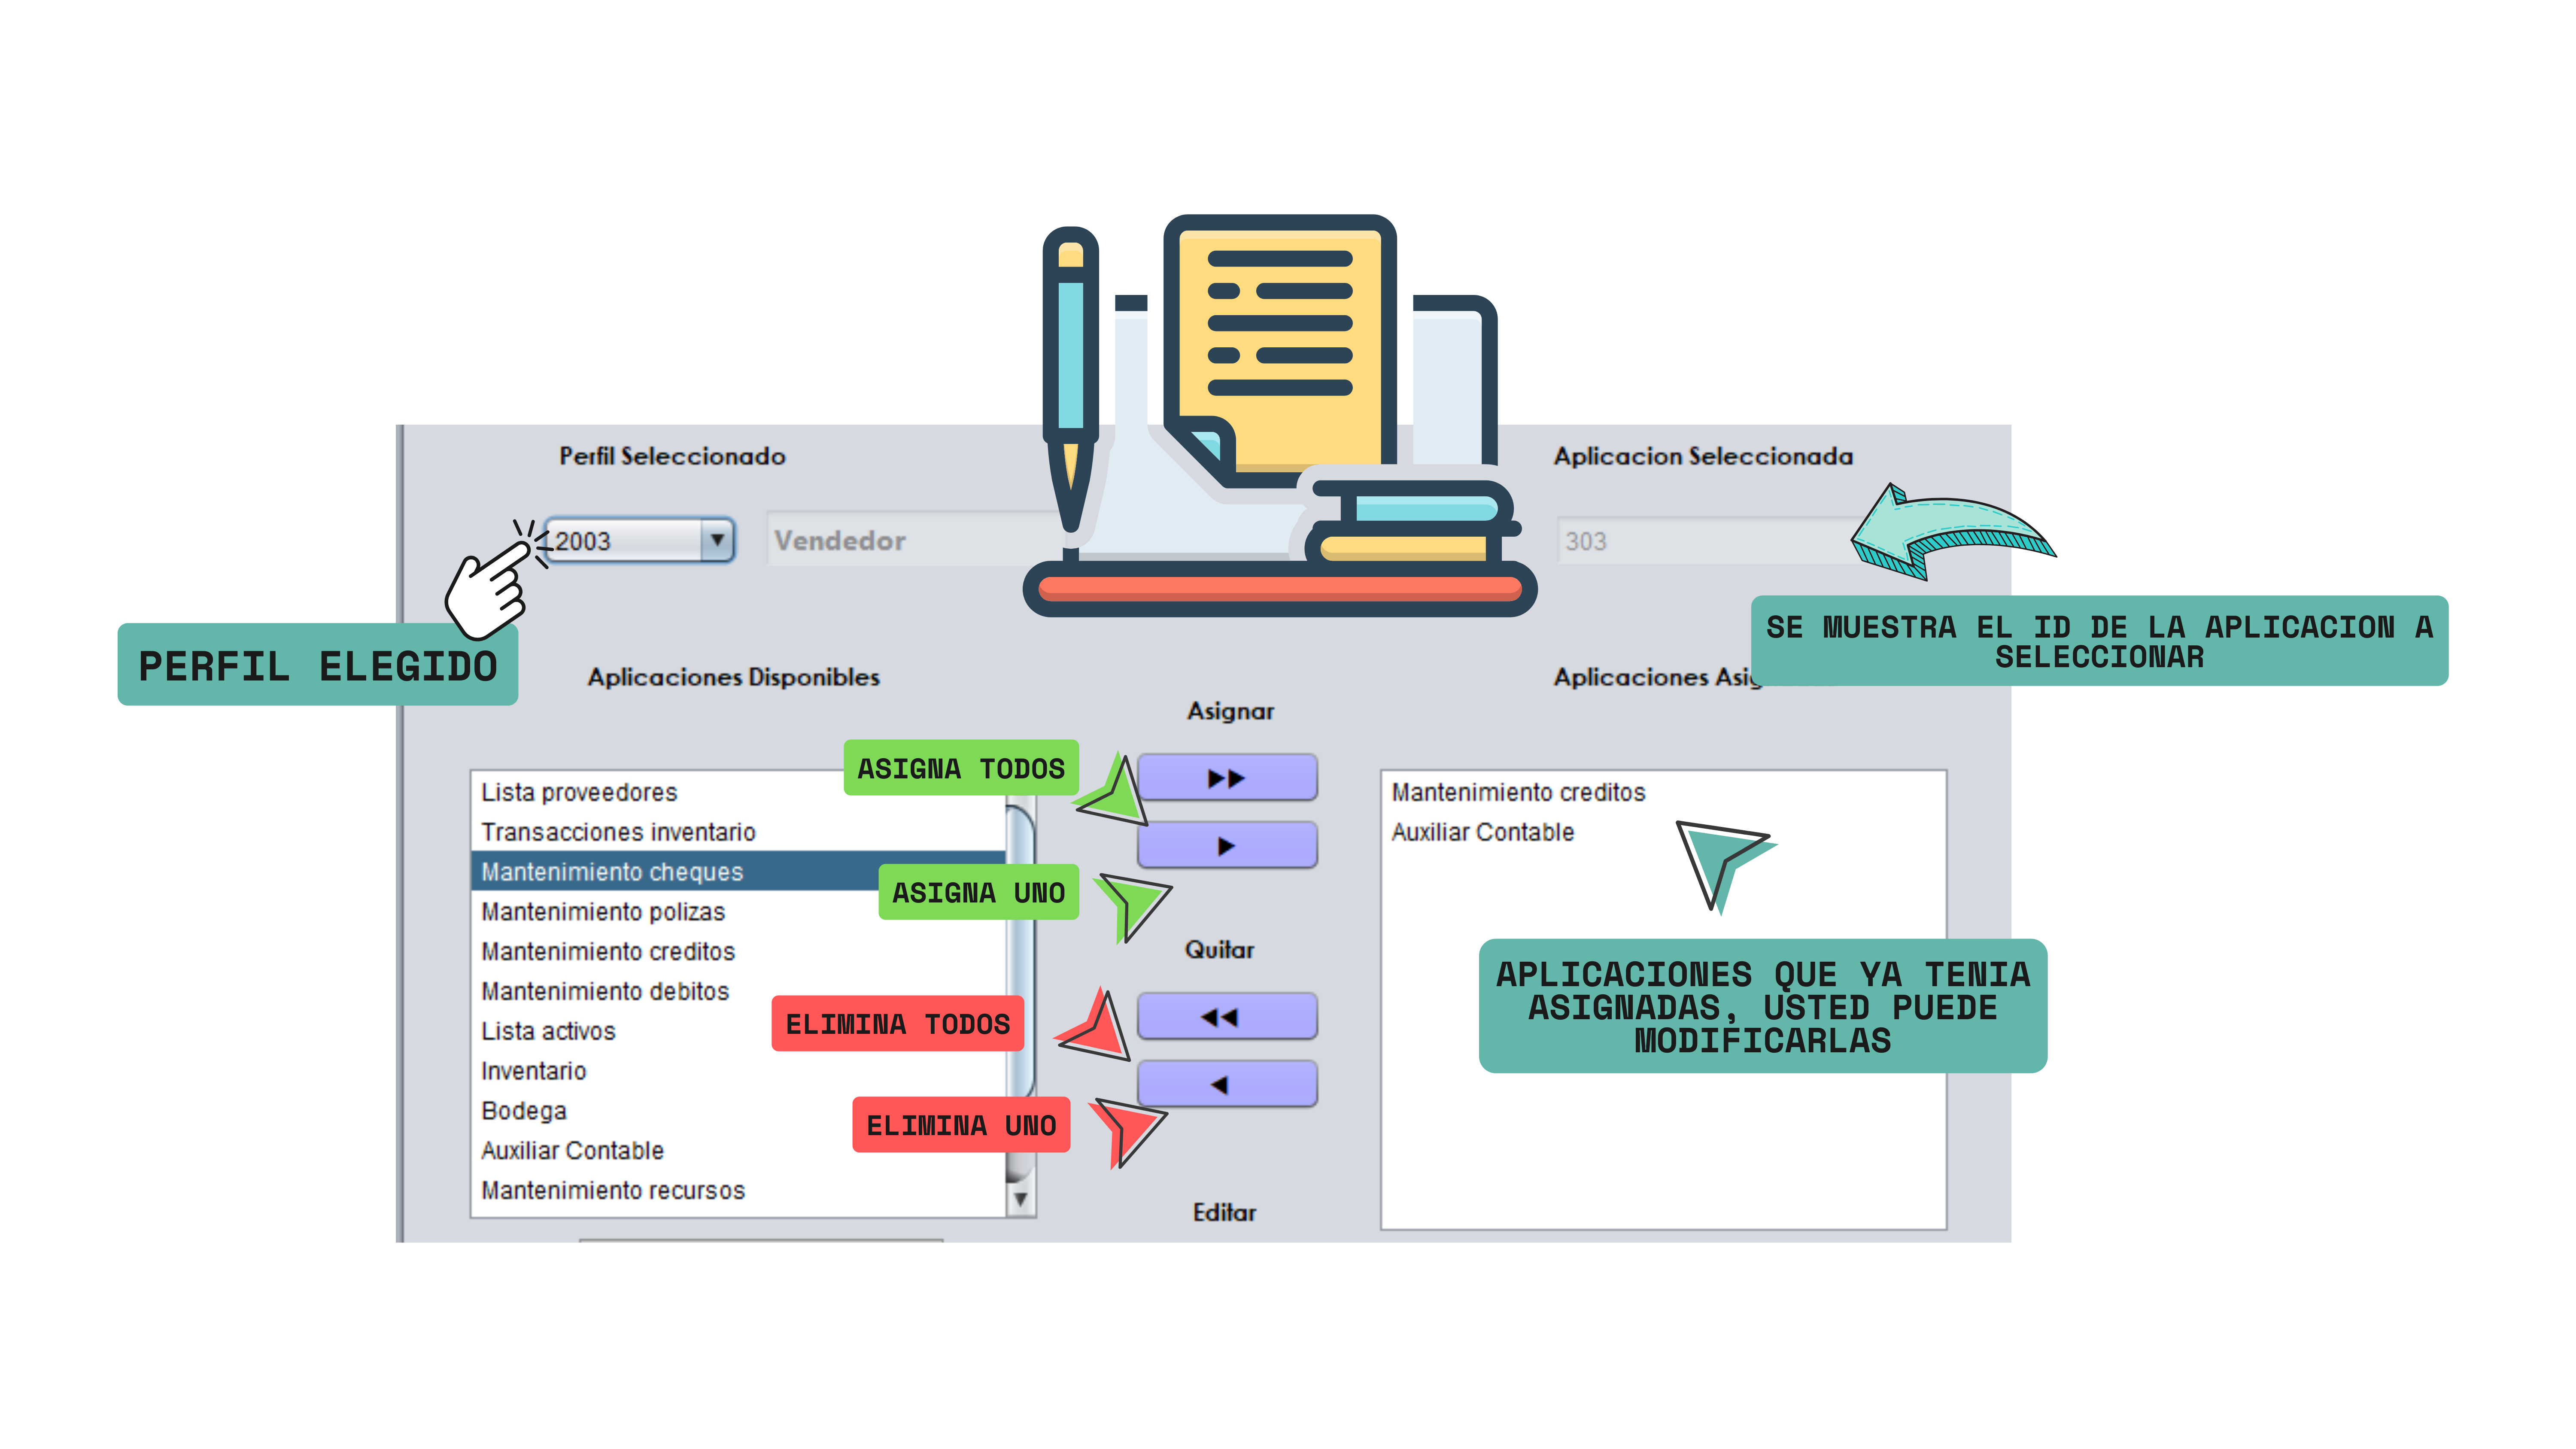 Perfil Seleccionado
Aplicacion Seleccionada
2003
Vendedor
303
PERFIL ELEGIDO
SE MUESTRA EL ID DE LA APLICACION A
SELECCIONAR
Aplicaciones Disponibles
Aplicaciones
Asignar
ASIGNA TODOS
Lista proveedores
Transacciones inventario
Mantenimiento cheques
Mantenimiento polizas
Mantenimiento creditos
Mantenimiento debitos
Lista activos
Inventario
Bodega
Auxiliar Contable
Mantenimiento recursos
ASIGNA UNO
Quitar
ELIMINA TODOS
ELIMINA UNO
Editar
Mantenimiento creditos
Auxiliar Contable
APLICACIONES QUE YA TENIA
ASIGNADAS, USTED PUEDE
MODIFICARLAS